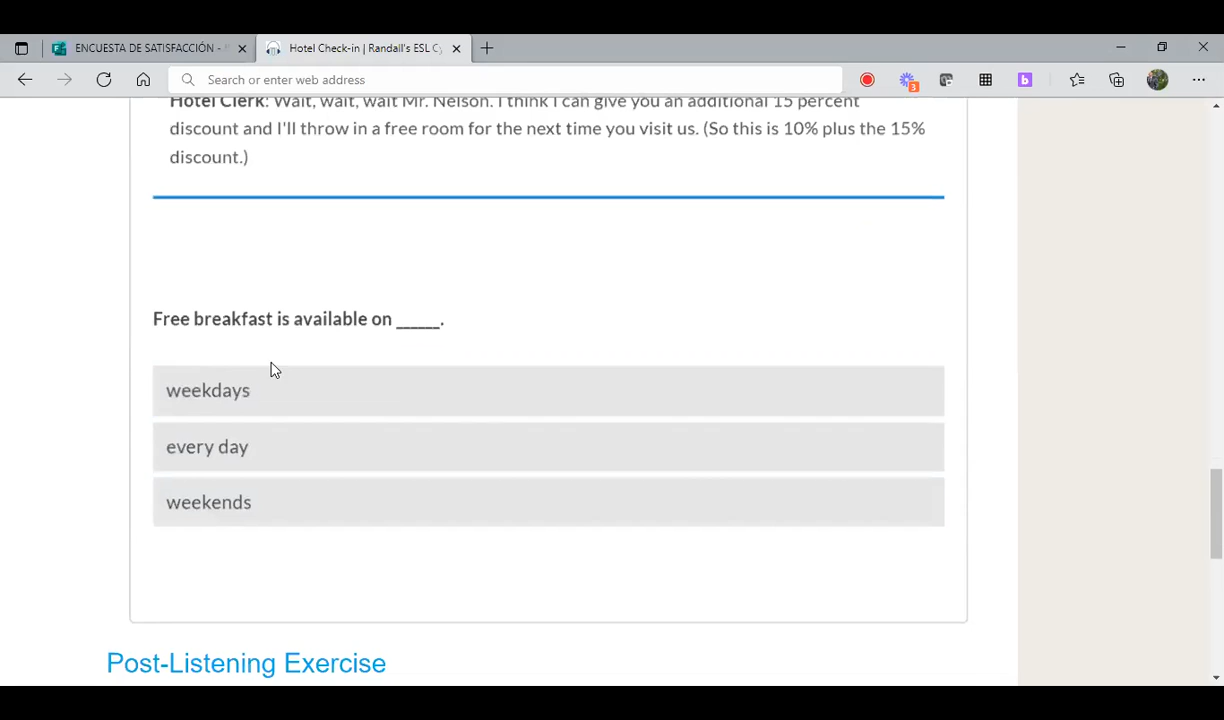 ENCUESTA DE SATISFACCIÓN -
Hotel Check-in | Randall's ESL Cy
Search or enter web address
3
b
Hotel Clerk: Wait, wait, wait Mr. Nelson. I think I can give you an additional 15 percent
discount and I'll throw in a free room for the next time you visit us. (So this is 10% plus the 15%
discount.)
Free breakfast is available on ______.
weekdays
every day
weekends
Post-Listening Exercise